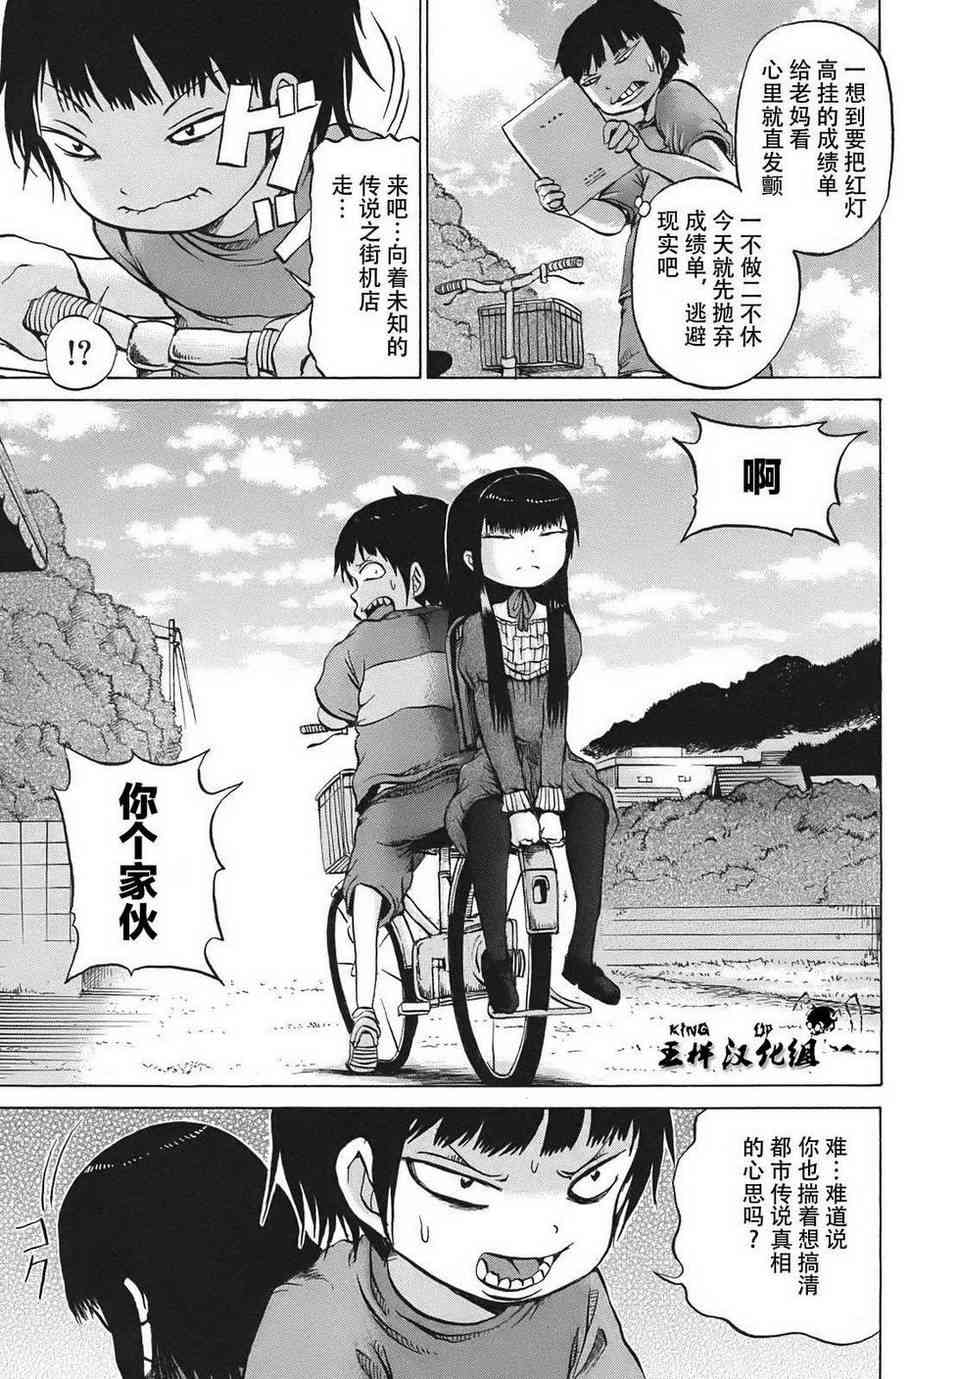 一想到要把红灯
高挂的成绩单
给老妈看
心里就直发颤
一不做二不休
今天就先抛弃
成绩单，逃避
现实吧
ガガ
来吧…向着未知的
传说之街机店
走…
!?
啊
你个家伙
KING UP
王样汉化组
难…难道说
你也揣着想搞清
都市传说真相
的心思吗？
コク